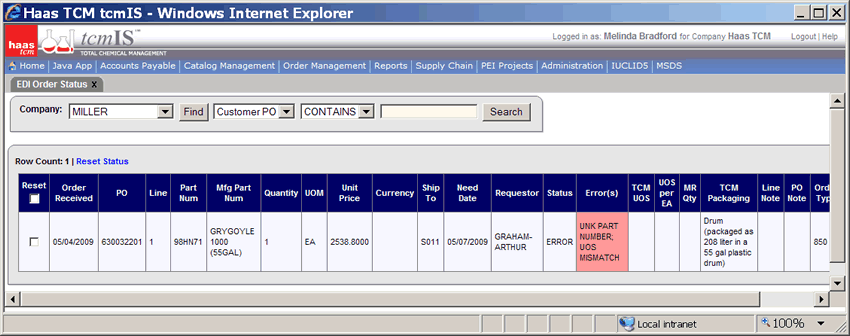 Haas TCM tcmIS - Windows Internet Explorer
haas tcm
tcmIS™
TOTAL CHEMICAL MANAGEMENT
Logged in as: Melinda Bradford for Company Haas TCM Logout | Help
Home | Java App | Accounts Payable | Catalog Management | Order Management | Reports | Supply Chain | PEI Projects | Administration | IUCLIDS | MSDS
EDI Order Status X
Company: MILLER Find Customer PO CONTAINS Search
Row Count: 1 | Reset Status
Reset Order Received PO Line Part Num Mfg Part Num Quantity UOM Unit Price Currency Ship To Need Date Requestor Status Error(s) TCM UOS UOS per EA MR Qty TCM Packaging Line Note PO Note Ord Typ
05/04/2009 630032201 1 98HN71 GRYGOYLE 1000 (55GAL) 1 EA 2538.8000 S011 05/07/2009 GRAHAM-ARTHUR ERROR UNK PART NUMBER; UOS MISMATCH Drum (packaged as 208 liter in a 55 gal plastic drum) 850
Local intranet 100%